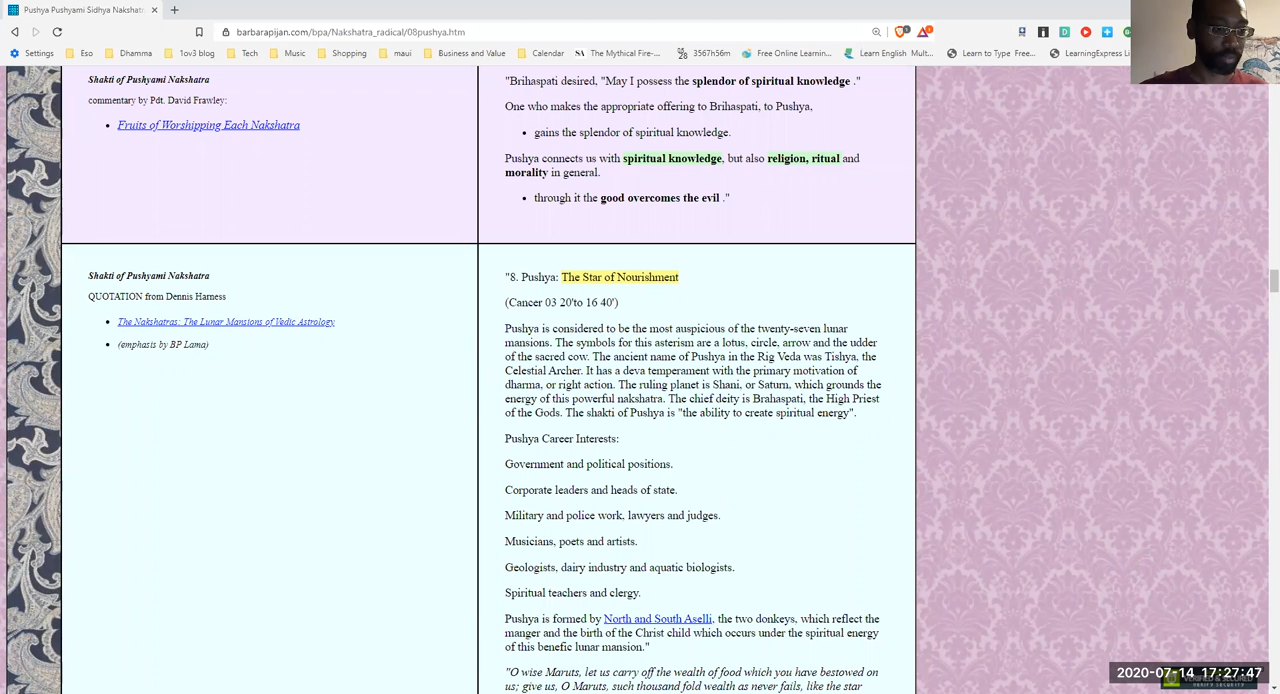 Pushya Pushyami Sidhya Nakshatr
barbarapijan.com/bpa/Nakshatra_radical/08pushya.htm
Settings Eso Dhamma 1ov3 blog Tech Music Shopping maui Business and Value Calendar SA The Mythical Fire-... 3567h56m Free Online Learnin... Learn English Mult... Learn to Type Free... LearningExpress Li
Shakti of Pushyami Nakshatra
commentary by Pdt. David Frawley:
• Fruits of Worshipping Each Nakshatra
"Brihaspati desired, "May I possess the splendor of spiritual knowledge ."
One who makes the appropriate offering to Brihaspati, to Pushya,
• gains the splendor of spiritual knowledge.
Pushya connects us with spiritual knowledge, but also religion, ritual and
morality in general.
• through it the good overcomes the evil ."
Shakti of Pushyami Nakshatra
QUOTATION from Dennis Harness
• The Nakshatras: The Lunar Mansions of Vedic Astrology
• (emphasis by BP Lama)
"8. Pushya: The Star of Nourishment
(Cancer 03 20'to 16 40')
Pushya is considered to be the most auspicious of the twenty-seven lunar
mansions. The symbols for this asterism are a lotus, circle, arrow and the udder
of the sacred cow. The ancient name of Pushya in the Rig Veda was Tishya, the
Celestial Archer. It has a deva temperament with the primary motivation of
dharma, or right action. The ruling planet is Shani, or Saturn, which grounds the
energy of this powerful nakshatra. The chief deity is Brahaspati, the High Priest
of the Gods. The shakti of Pushya is "the ability to create spiritual energy".
Pushya Career Interests:
Government and political positions.
Corporate leaders and heads of state.
Military and police work, lawyers and judges.
Musicians, poets and artists.
Geologists, dairy industry and aquatic biologists.
Spiritual teachers and clergy.
Pushya is formed by North and South Aselli, the two donkeys, which reflect the
manger and the birth of the Christ child which occurs under the spiritual energy
of this benefic lunar mansion."
"O wise Maruts, let us carry off the wealth of food which you have bestowed on
us; give us, O Maruts, such thousand fold wealth as never fails, like the star
2020-07-14 17:27:47